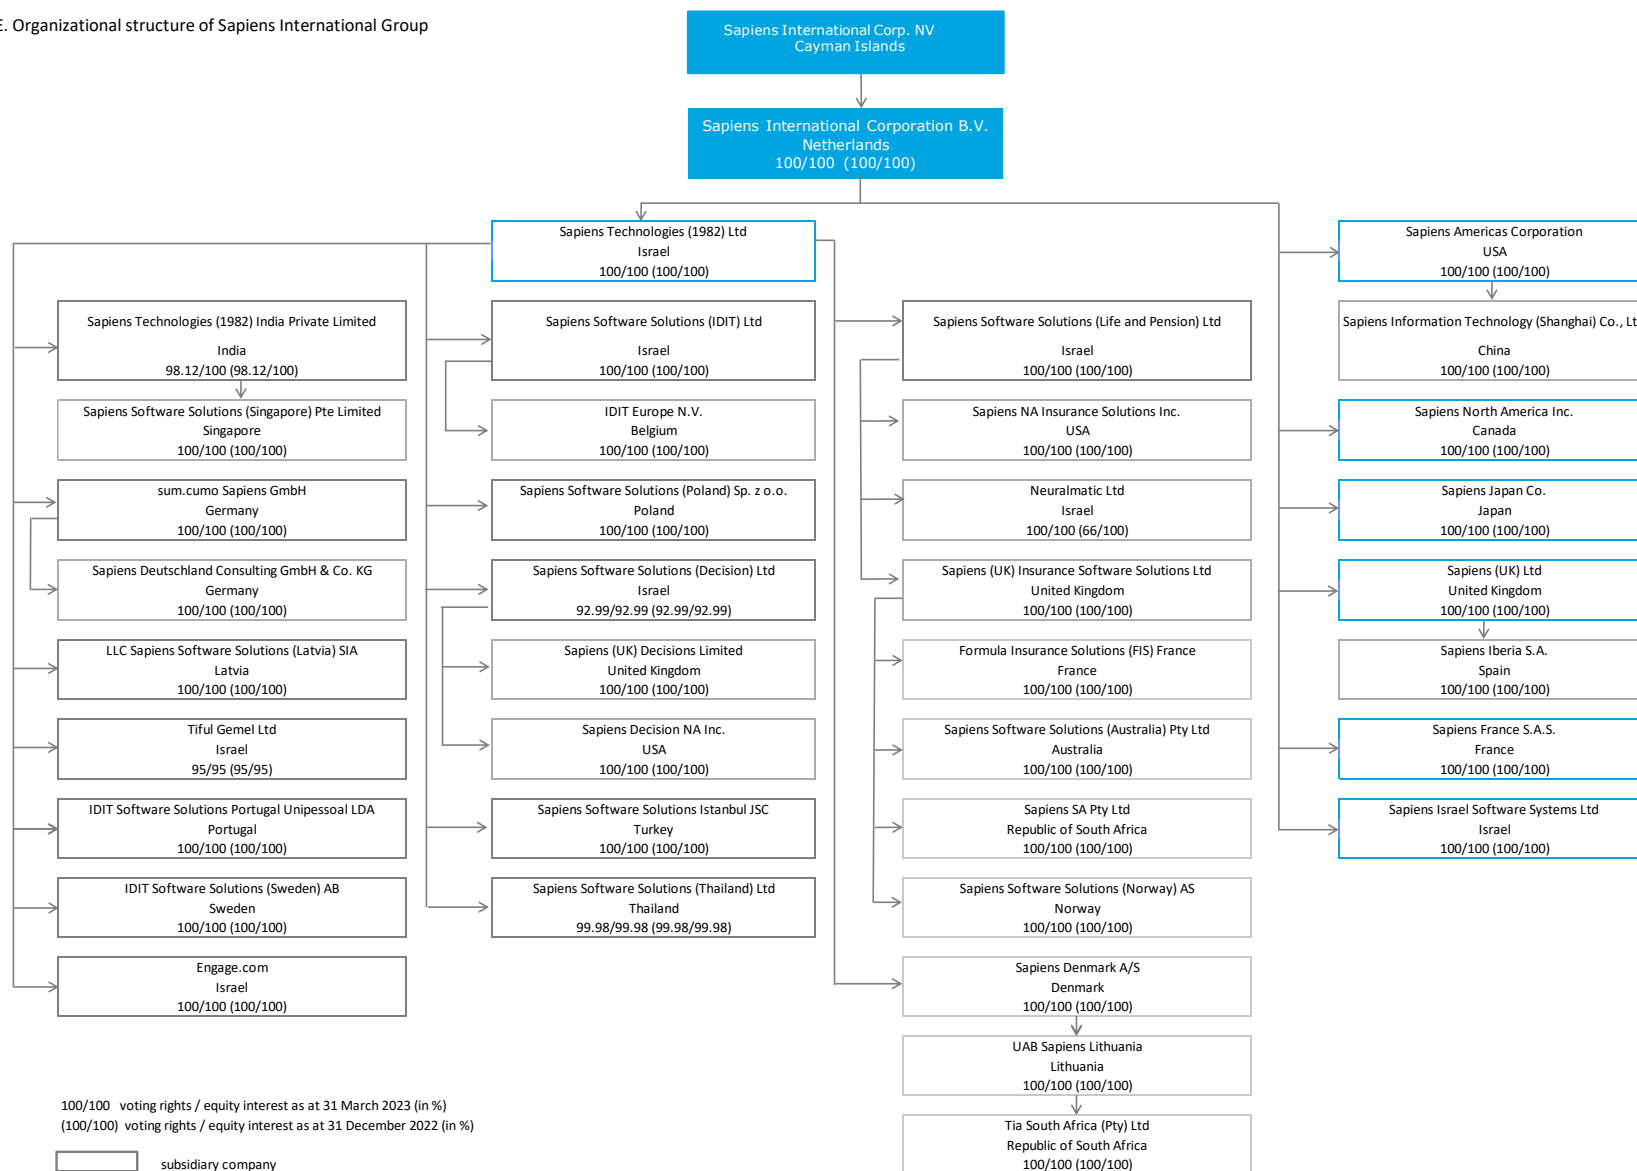 E. Organizational structure of Sapiens International Group
Sapiens International Corp. NV
Cayman Islands
Sapiens International Corporation B.V.
Netherlands
100/100 (100/100)
Sapiens Technologies (1982) Ltd
Israel
100/100 (100/100)
Sapiens Americas Corporation
USA
100/100 (100/100)
Sapiens Technologies (1982) India Private Limited
India
98.12/100 (98.12/100)
Sapiens Software Solutions (IDIT) Ltd
Israel
100/100 (100/100)
Sapiens Software Solutions (Life and Pension) Ltd
Israel
100/100 (100/100)
Sapiens Information Technology (Shanghai) Co., Lt
China
100/100 (100/100)
Sapiens Software Solutions (Singapore) Pte Limited
Singapore
100/100 (100/100)
IDIT Europe N.V.
Belgium
100/100 (100/100)
Sapiens NA Insurance Solutions Inc.
USA
100/100 (100/100)
Sapiens North America Inc.
Canada
100/100 (100/100)
sum.cumo Sapiens GmbH
Germany
100/100 (100/100)
Sapiens Software Solutions (Poland) Sp. z o.o.
Poland
100/100 (100/100)
Neuralmatic Ltd
Israel
100/100 (66/100)
Sapiens Japan Co.
Japan
100/100 (100/100)
Sapiens Deutschland Consulting GmbH & Co. KG
Germany
100/100 (100/100)
Sapiens Software Solutions (Decision) Ltd
Israel
92.99/92.99 (92.99/92.99)
Sapiens (UK) Insurance Software Solutions Ltd
United Kingdom
100/100 (100/100)
Sapiens (UK) Ltd
United Kingdom
100/100 (100/100)
LLC Sapiens Software Solutions (Latvia) SIA
Latvia
100/100 (100/100)
Sapiens (UK) Decisions Limited
United Kingdom
100/100 (100/100)
Formula Insurance Solutions (FIS) France
France
100/100 (100/100)
Sapiens Iberia S.A.
Spain
100/100 (100/100)
Tiful Gemel Ltd
Israel
95/95 (95/95)
Sapiens Decision NA Inc.
USA
100/100 (100/100)
Sapiens Software Solutions (Australia) Pty Ltd
Australia
100/100 (100/100)
Sapiens France S.A.S.
France
100/100 (100/100)
IDIT Software Solutions Portugal Unipessoal LDA
Portugal
100/100 (100/100)
Sapiens Software Solutions Istanbul JSC
Turkey
100/100 (100/100)
Sapiens SA Pty Ltd
Republic of South Africa
100/100 (100/100)
Sapiens Israel Software Systems Ltd
Israel
100/100 (100/100)
IDIT Software Solutions (Sweden) AB
Sweden
100/100 (100/100)
Sapiens Software Solutions (Thailand) Ltd
Thailand
99.98/99.98 (99.98/99.98)
Sapiens Software Solutions (Norway) AS
Norway
100/100 (100/100)
Engage.com
Israel
100/100 (100/100)
Sapiens Denmark A/S
Denmark
100/100 (100/100)
UAB Sapiens Lithuania
Lithuania
100/100 (100/100)
Tia South Africa (Pty) Ltd
Republic of South Africa
100/100 (100/100)
100/100 voting rights / equity interest as at 31 March 2023 (in %)
(100/100) voting rights / equity interest as at 31 December 2022 (in %)
subsidiary company